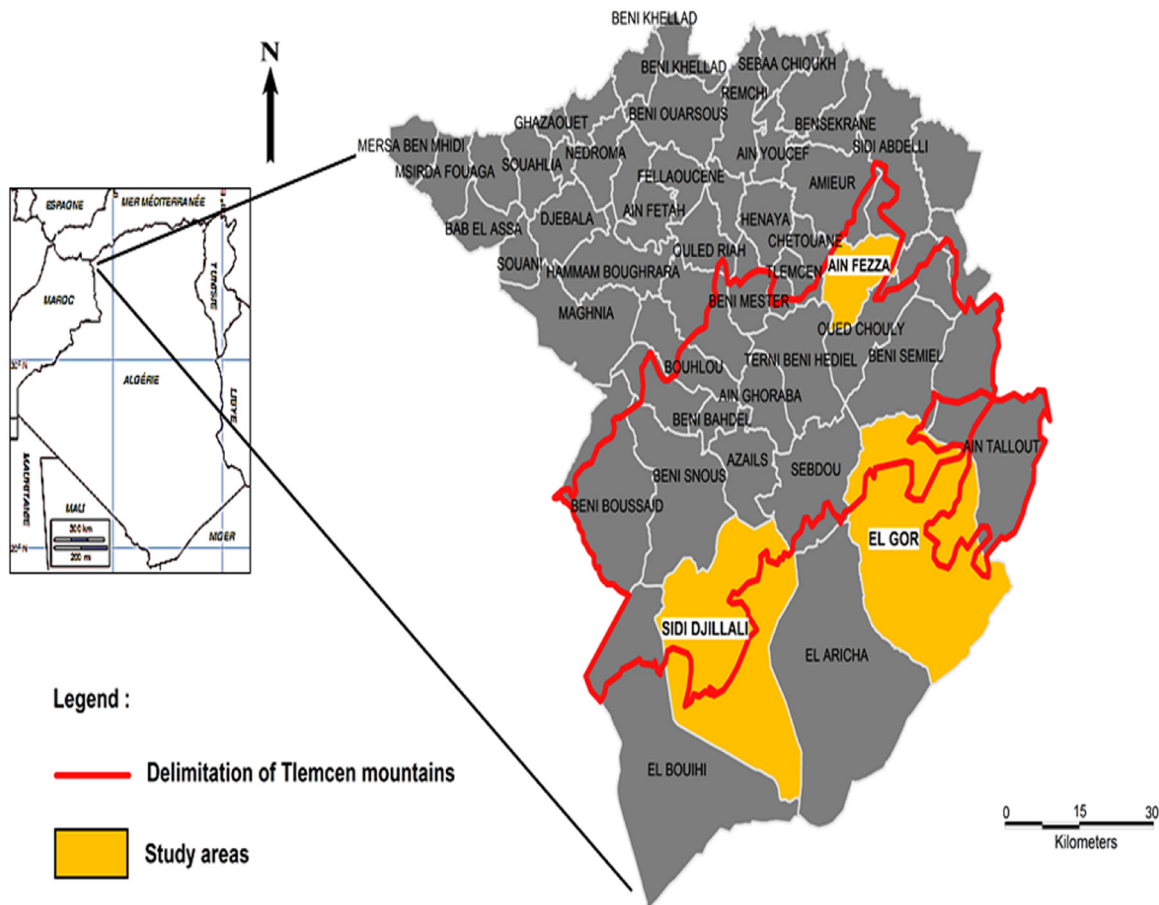 BENI KHELLAD
N
BENI KHELLAD
SEBAA CHIOUKH
REMCHI
GHAZAOUET
BENI OUARSOUS
BENSEKRANE
MERSA BEN MHIDI
SOUAHLIA
NEDROMA
AIN YOUCEF
SIDI ABDELLI
MSIRDA FOUAGA
FELLAOUCENE
AMIEUR
BAB EL ASSA
DJEBALA
AIN FETAH
HENAYA
CHETOUANE
SOUANI
OULED RIAH
HAMMAM BOUGHRARA
TLEMCEN
AIN FEZZA
MAGHNIA
BENI MESTER
OUED CHOULY
BOUHLOU
TERNI BENI HEDIEL
BENI SEMIEL
AIN GHORABA
BENI BAHDEL
AZAILS
SEBDOU
AIN TALLOUT
BENI SNOUS
BENI BOUSSAID
EL GOR
SIDI DJILLALI
EL ARICHA
EL BOUIHI
ESPAGNE
MER MÉDITERRANÉE
TUNISIE
MAROC
ALGÉRIE
LIBYE
MAURITANIE
MALI
NIGER
300 km
200 m
Legend :
Delimitation of Tlemcen mountains
Study areas
0 15 30
Kilometers